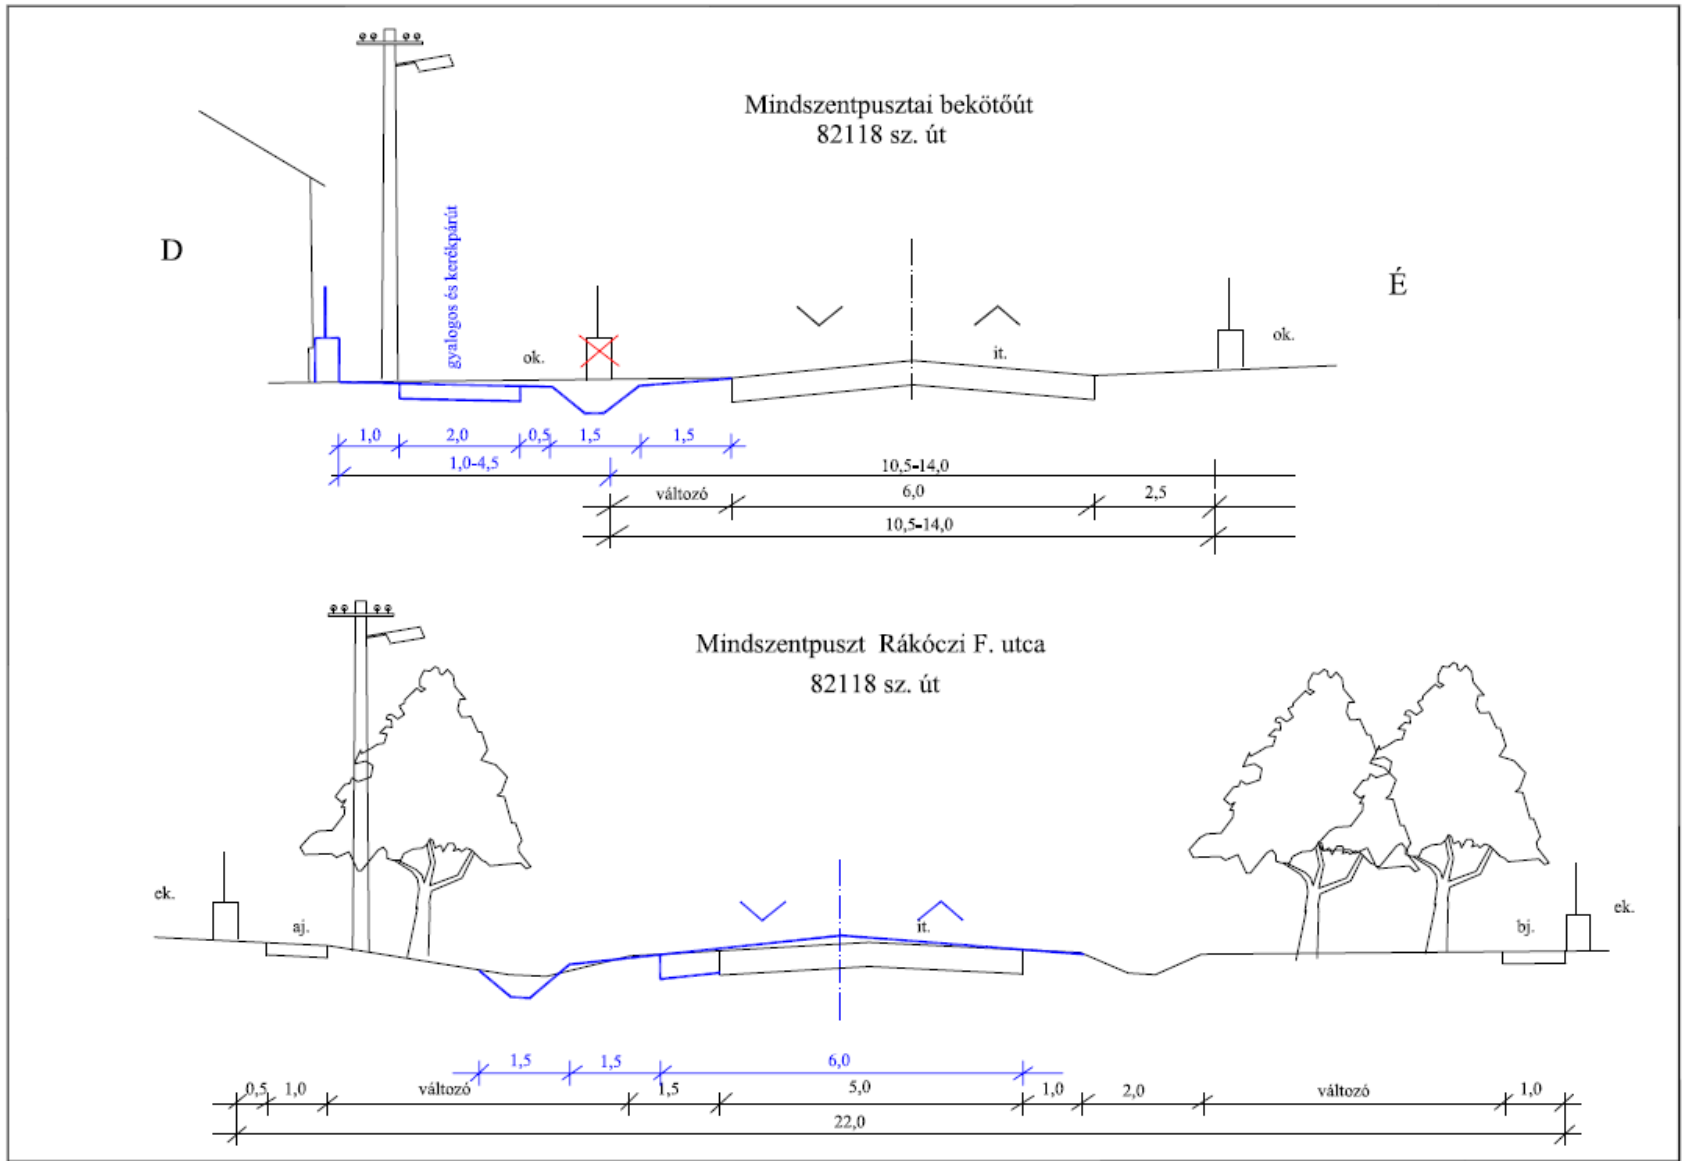 Mindszentpusztai bekötőút
82118 sz. út
D
gyalogos és kerékpárút
É
ok.
it.
ok.
1,0 2,0 0,5 1,5 1,5
1,0-4,5 10,5-14,0
változó 6,0 2,5
10,5-14,0
Mindszentpuszt Rákóczi F. utca
82118 sz. út
ek.
aj.
it.
bj.
ek.
1,5 1,5 6,0
0,5 1,0 változó 1,5 5,0 1,0 2,0 változó 1,0
22,0